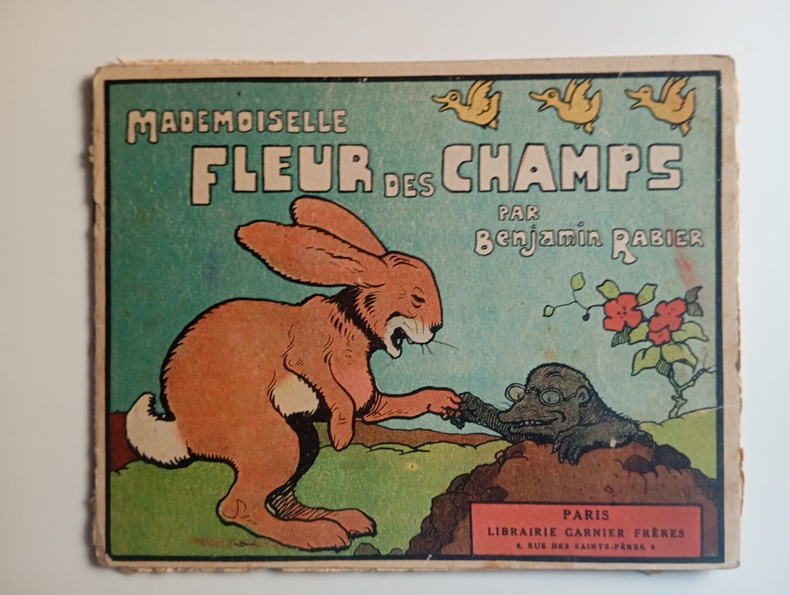 MADEMOISELLE
FLEUR DES CHAMPS
PAR
Benjamin RABIER
PARIS
LIBRAIRIE GARNIER FRÈRES
6, RUE DES SAINTS-PÈRES, 6